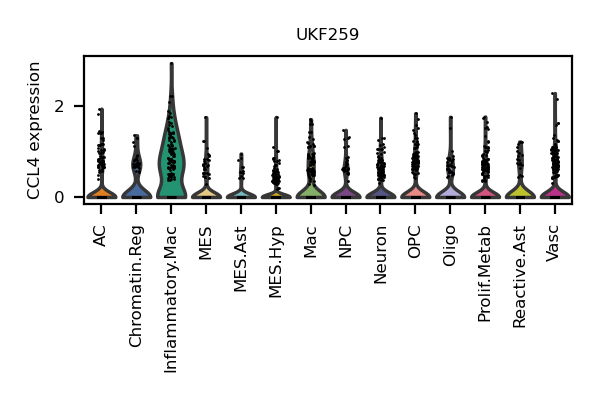 UKF259
CCL4 expression
2
0
AC
Chromatin.Reg
Inflammatory.Mac
MES
MES.Ast
MES.Hyp
Mac
NPC
Neuron
OPC
Oligo
Prolif.Metab
Reactive.Ast
Vasc